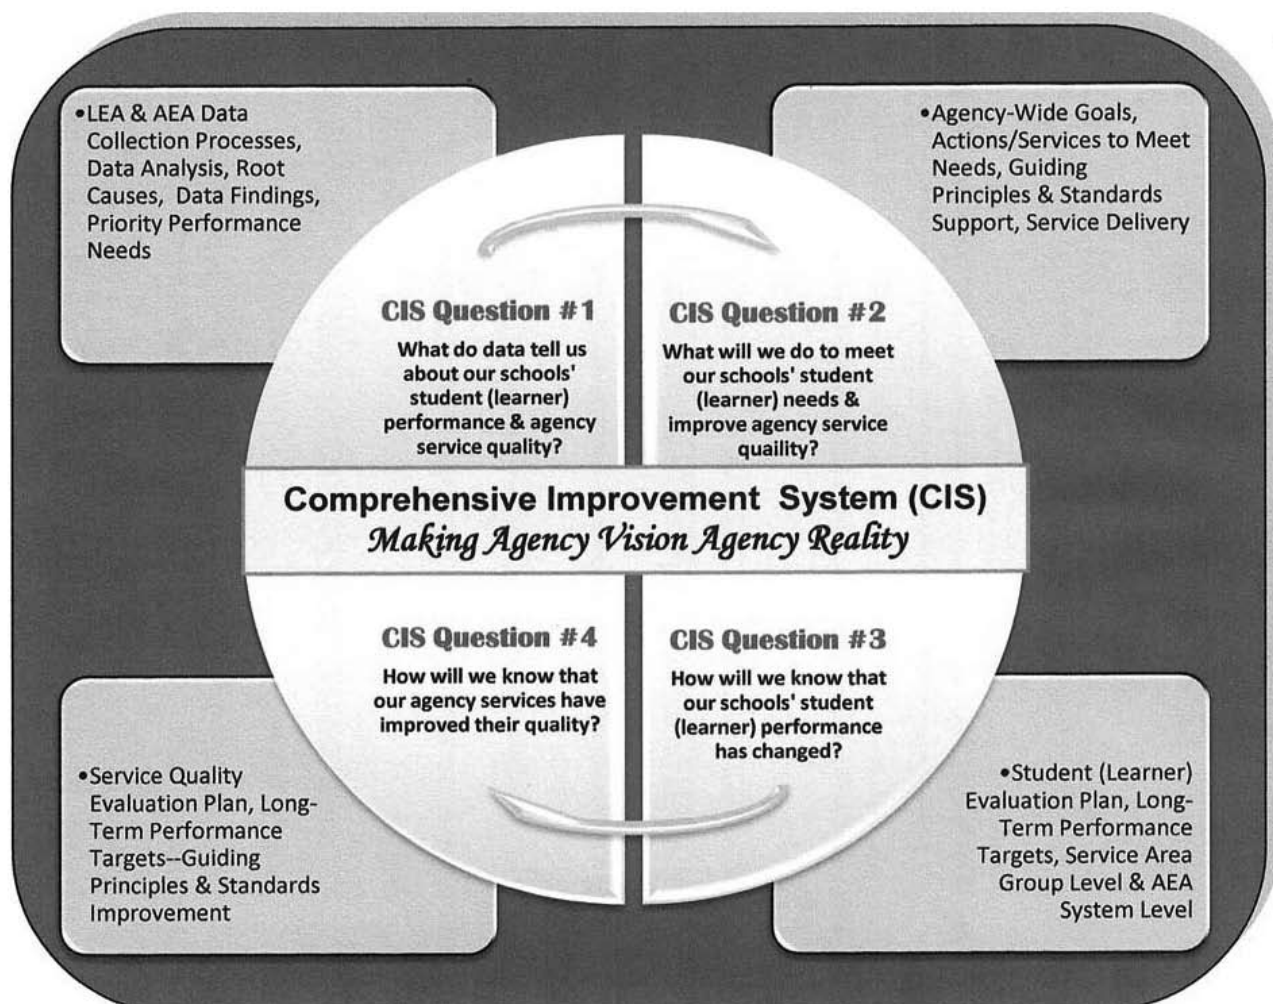 •LEA & AEA Data
Collection Processes,
Data Analysis, Root
Causes, Data Findings,
Priority Performance
Needs
•Agency-Wide Goals,
Actions/Services to Meet
Needs, Guiding
Principles & Standards
Support, Service Delivery
CIS Question #1
What do data tell us
about our schools'
student (learner)
performance & agency
service quality?
CIS Question #2
What will we do to meet
our schools' student
(learner) needs &
improve agency service
quaility?
Comprehensive Improvement System (CIS)
Making Agency Vision Agency Reality
CIS Question #4
How will we know that
our agency services have
improved their quality?
CIS Question #3
How will we know that
our schools' student
(learner) performance
has changed?
•Service Quality
Evaluation Plan, Long-
Term Performance
Targets--Guiding
Principles & Standards
Improvement
•Student (Learner)
Evaluation Plan, Long-
Term Performance
Targets, Service Area
Group Level & AEA
System Level